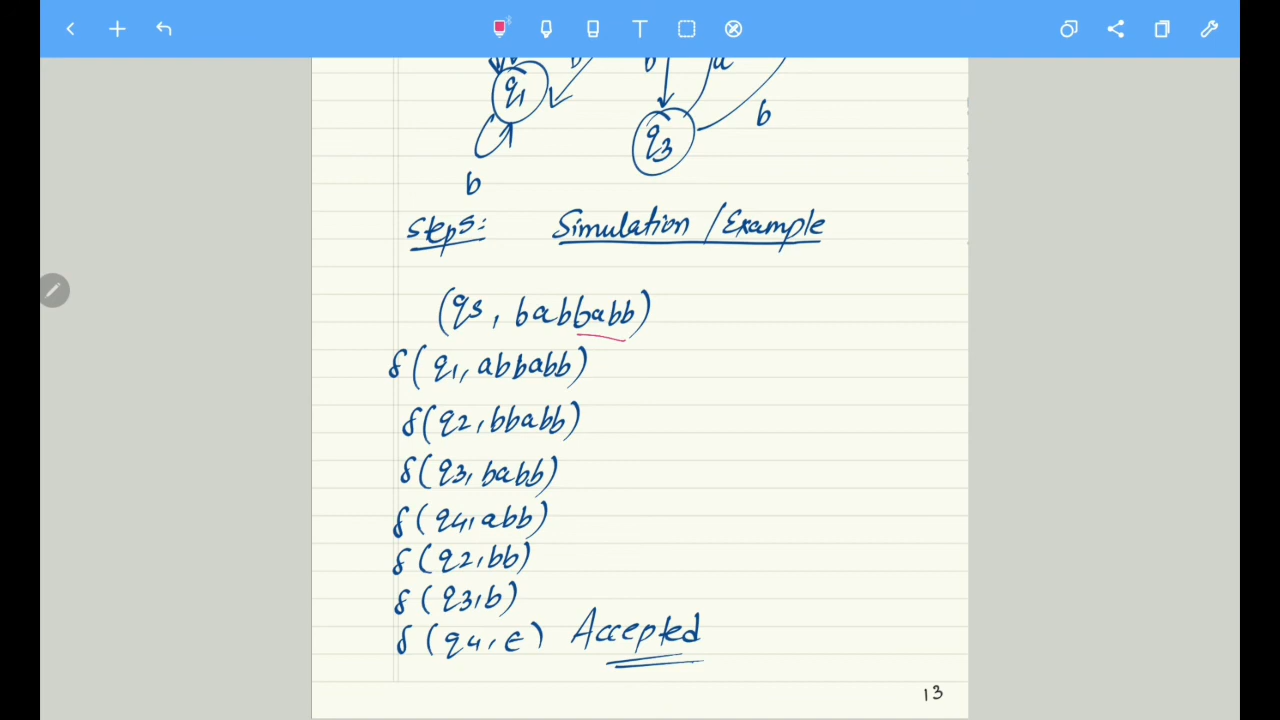 b b a
q1 q3 b
b
Steps: Simulation / Example
(qs, babbabb)
δ(q1, abbabb)
δ(q2, bbabb)
δ(q3, babb)
δ(q4, abb)
δ(q2, bb)
δ(q3, b)
δ(q4, ε) Accepted
13